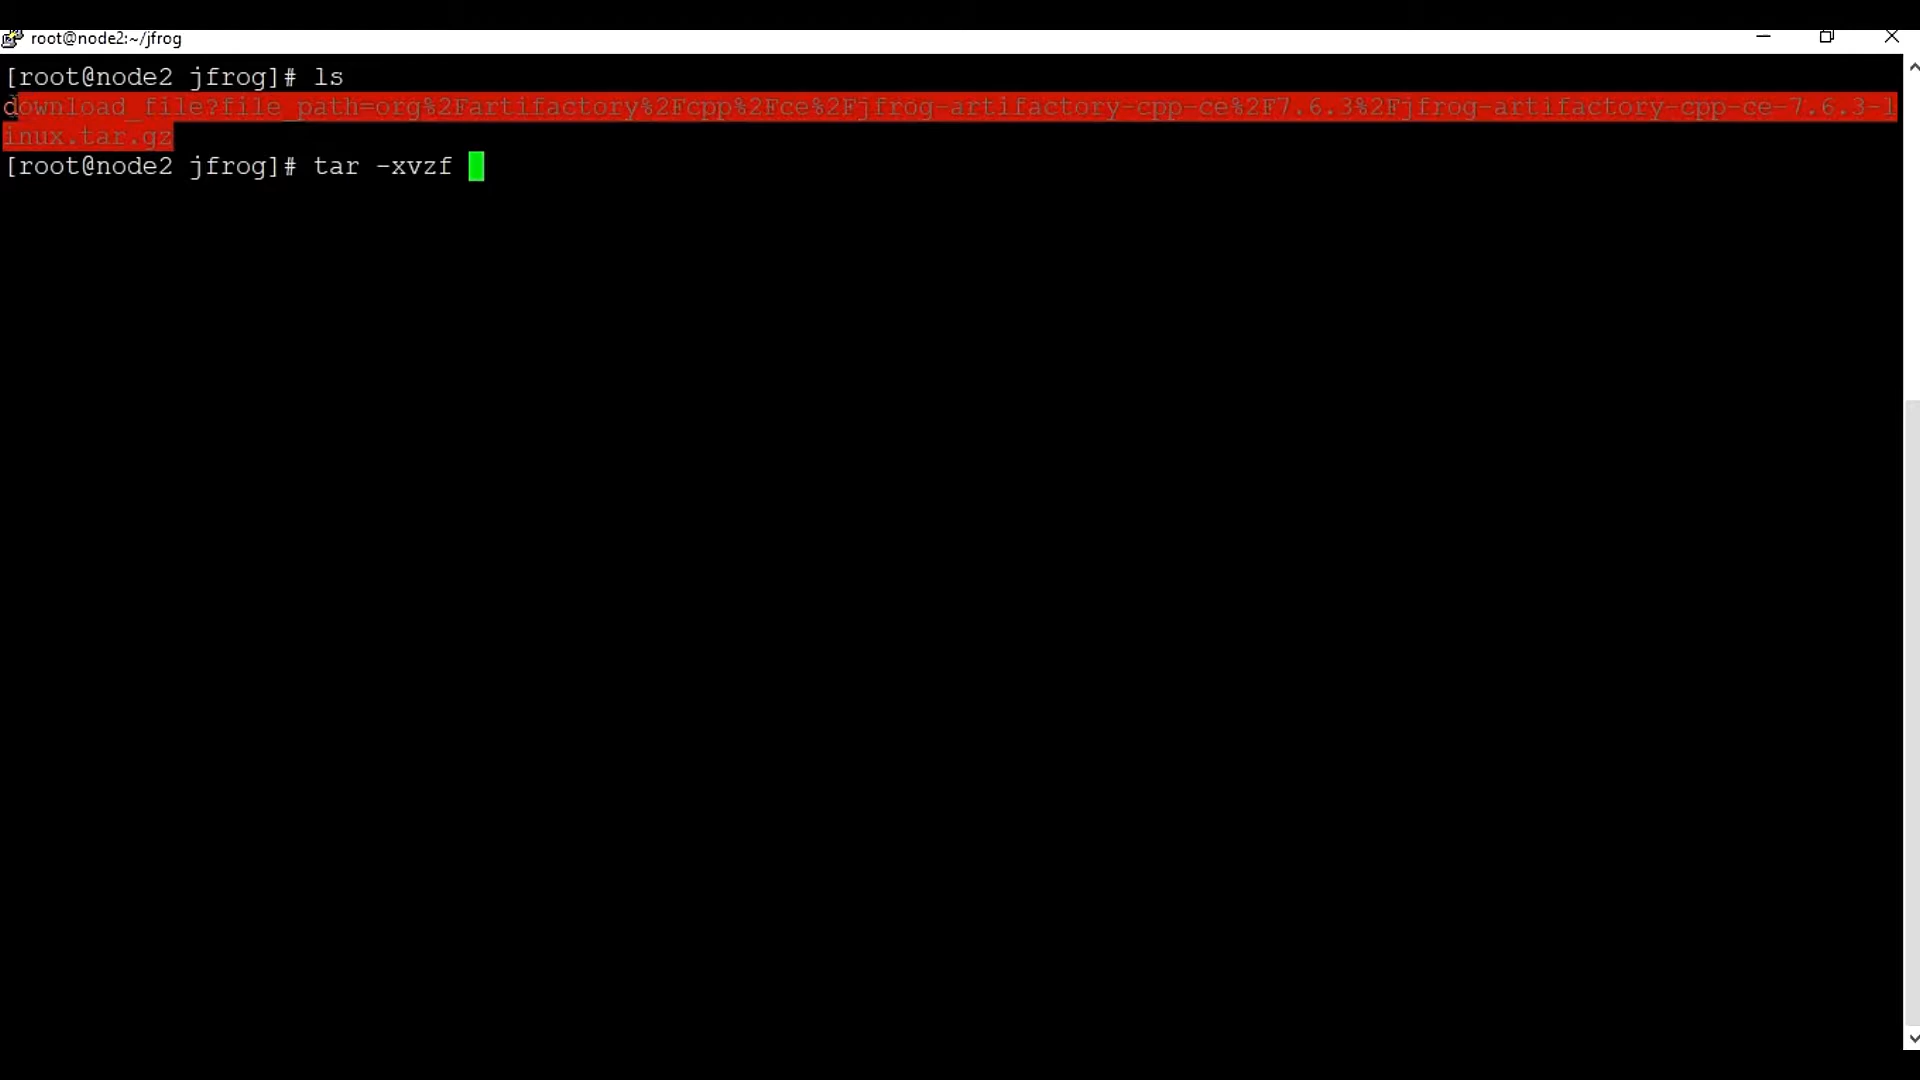 root@node2:~/jfrog
[root@node2 jfrog]# ls
download_file?file_path=org%2Fartifactory%2Fcpp%2Fce%2Fjfrog-artifactory-cpp-ce%2F7.6.3%2Fjfrog-artifactory-cpp-ce-7.6.3-l
inux.tar.gz
[root@node2 jfrog]# tar -xvzf